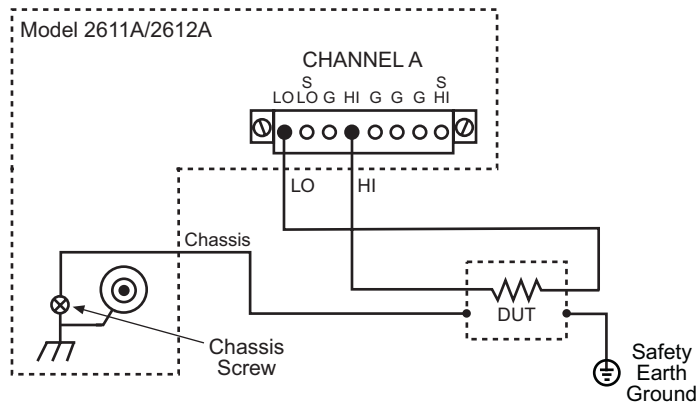 Model 2611A/2612A
CHANNEL A
S S
LO LO G HI G G G HI
LO
HI
Chassis
DUT
Chassis
Screw
Safety
Earth
Ground